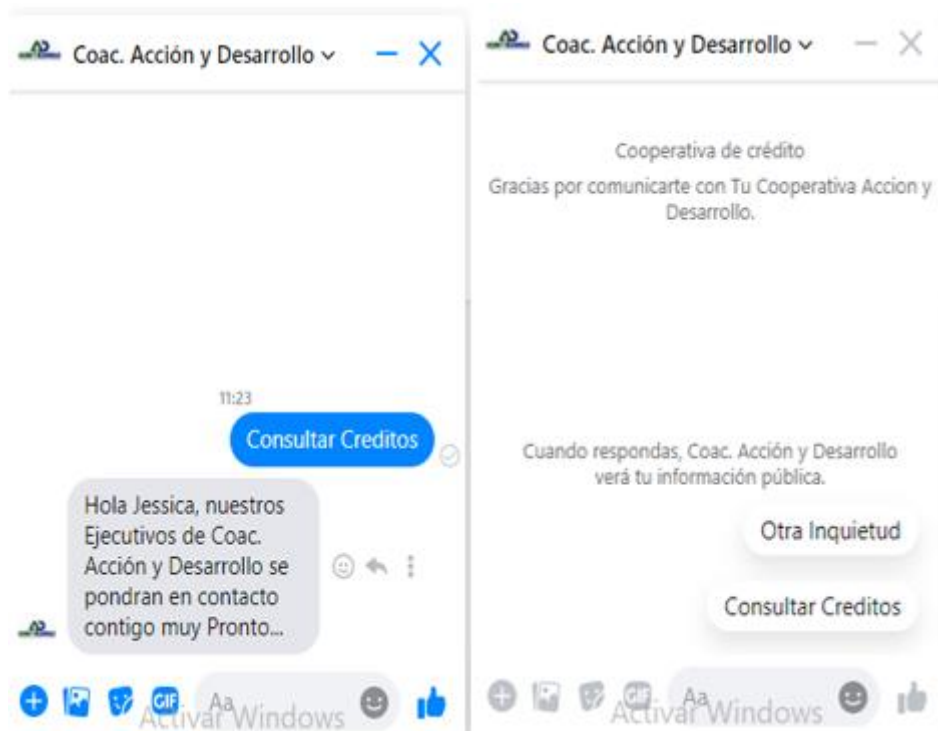 Coac. Acción y Desarrollo
11:23
Consultar Creditos
Hola Jessica, nuestros
Ejecutivos de Coac.
Acción y Desarrollo se
pondran en contacto
contigo muy Pronto...
GIF
Aa
Activar Windows
Coac. Acción y Desarrollo
Cooperativa de crédito
Gracias por comunicarte con Tu Cooperativa Accion y
Desarrollo.
Cuando respondas, Coac. Acción y Desarrollo
verá tu información pública.
Otra Inquietud
Consultar Creditos
GIF
Aa
Activar Windows